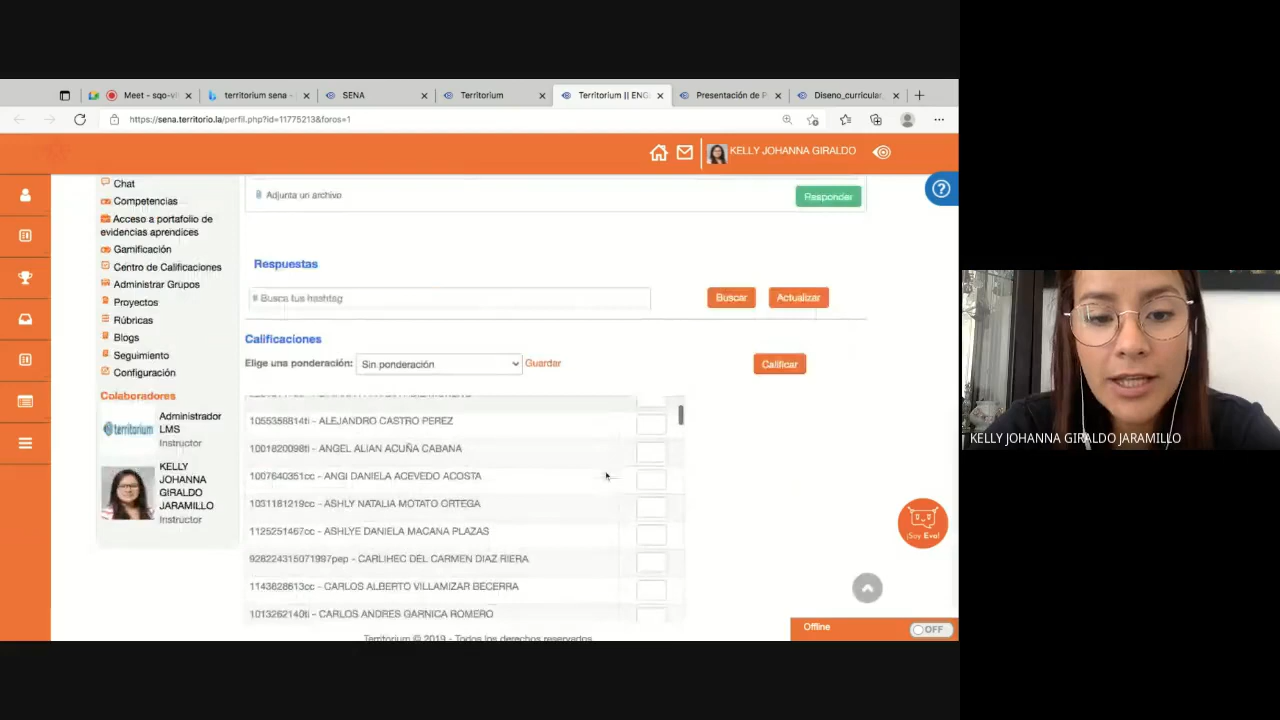 Meet - sqo-vi
territorium sena -
SENA
Territorium
Territorium || ENG
Presentación de P
Diseno_curricular_
https://sena.territorio.la/perfil.php?id=11775213&foros=1
KELLY JOHANNA GIRALDO
Chat
Competencias
Acceso a portafolio de
evidencias aprendices
Gamificación
Centro de Calificaciones
Administrar Grupos
Proyectos
Rúbricas
Blogs
Seguimiento
Configuración
Colaboradores
territorium
Administrador
LMS
Instructor
KELLY
JOHANNA
GIRALDO
JARAMILLO
Instructor
Adjunta un archivo
Responder
Respuestas
# Busca tus hashtag
Buscar
Actualizar
Calificaciones
Elige una ponderación:
Sin ponderación
Guardar
Calificar
1055358814ti - ALEJANDRO CASTRO PEREZ
1001820098ti - ANGEL ALIAN ACUÑA CABANA
1007640351cc - ANGI DANIELA ACEVEDO ACOSTA
1031181219cc - ASHLY NATALIA MOTATO ORTEGA
1125251467cc - ASHLYE DANIELA MACANA PLAZAS
928224315071997pep - CARLIHEC DEL CARMEN DIAZ RIERA
1143828613cc - CARLOS ALBERTO VILLAMIZAR BECERRA
1013262140ti - CARLOS ANDRES GARNICA ROMERO
Territorium © 2019 - Todos los derechos reservados
¡Soy Evo!
Offline
OFF
KELLY JOHANNA GIRALDO JARAMILLO